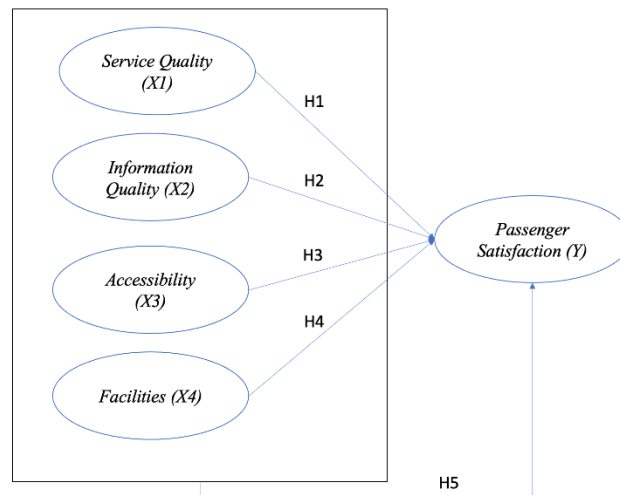 Service Quality
(X1)
H1
Information
Quality (X2)
H2
Passenger
Satisfaction (Y)
H3
Accessibility
(X3)
H4
Facilities (X4)
H5